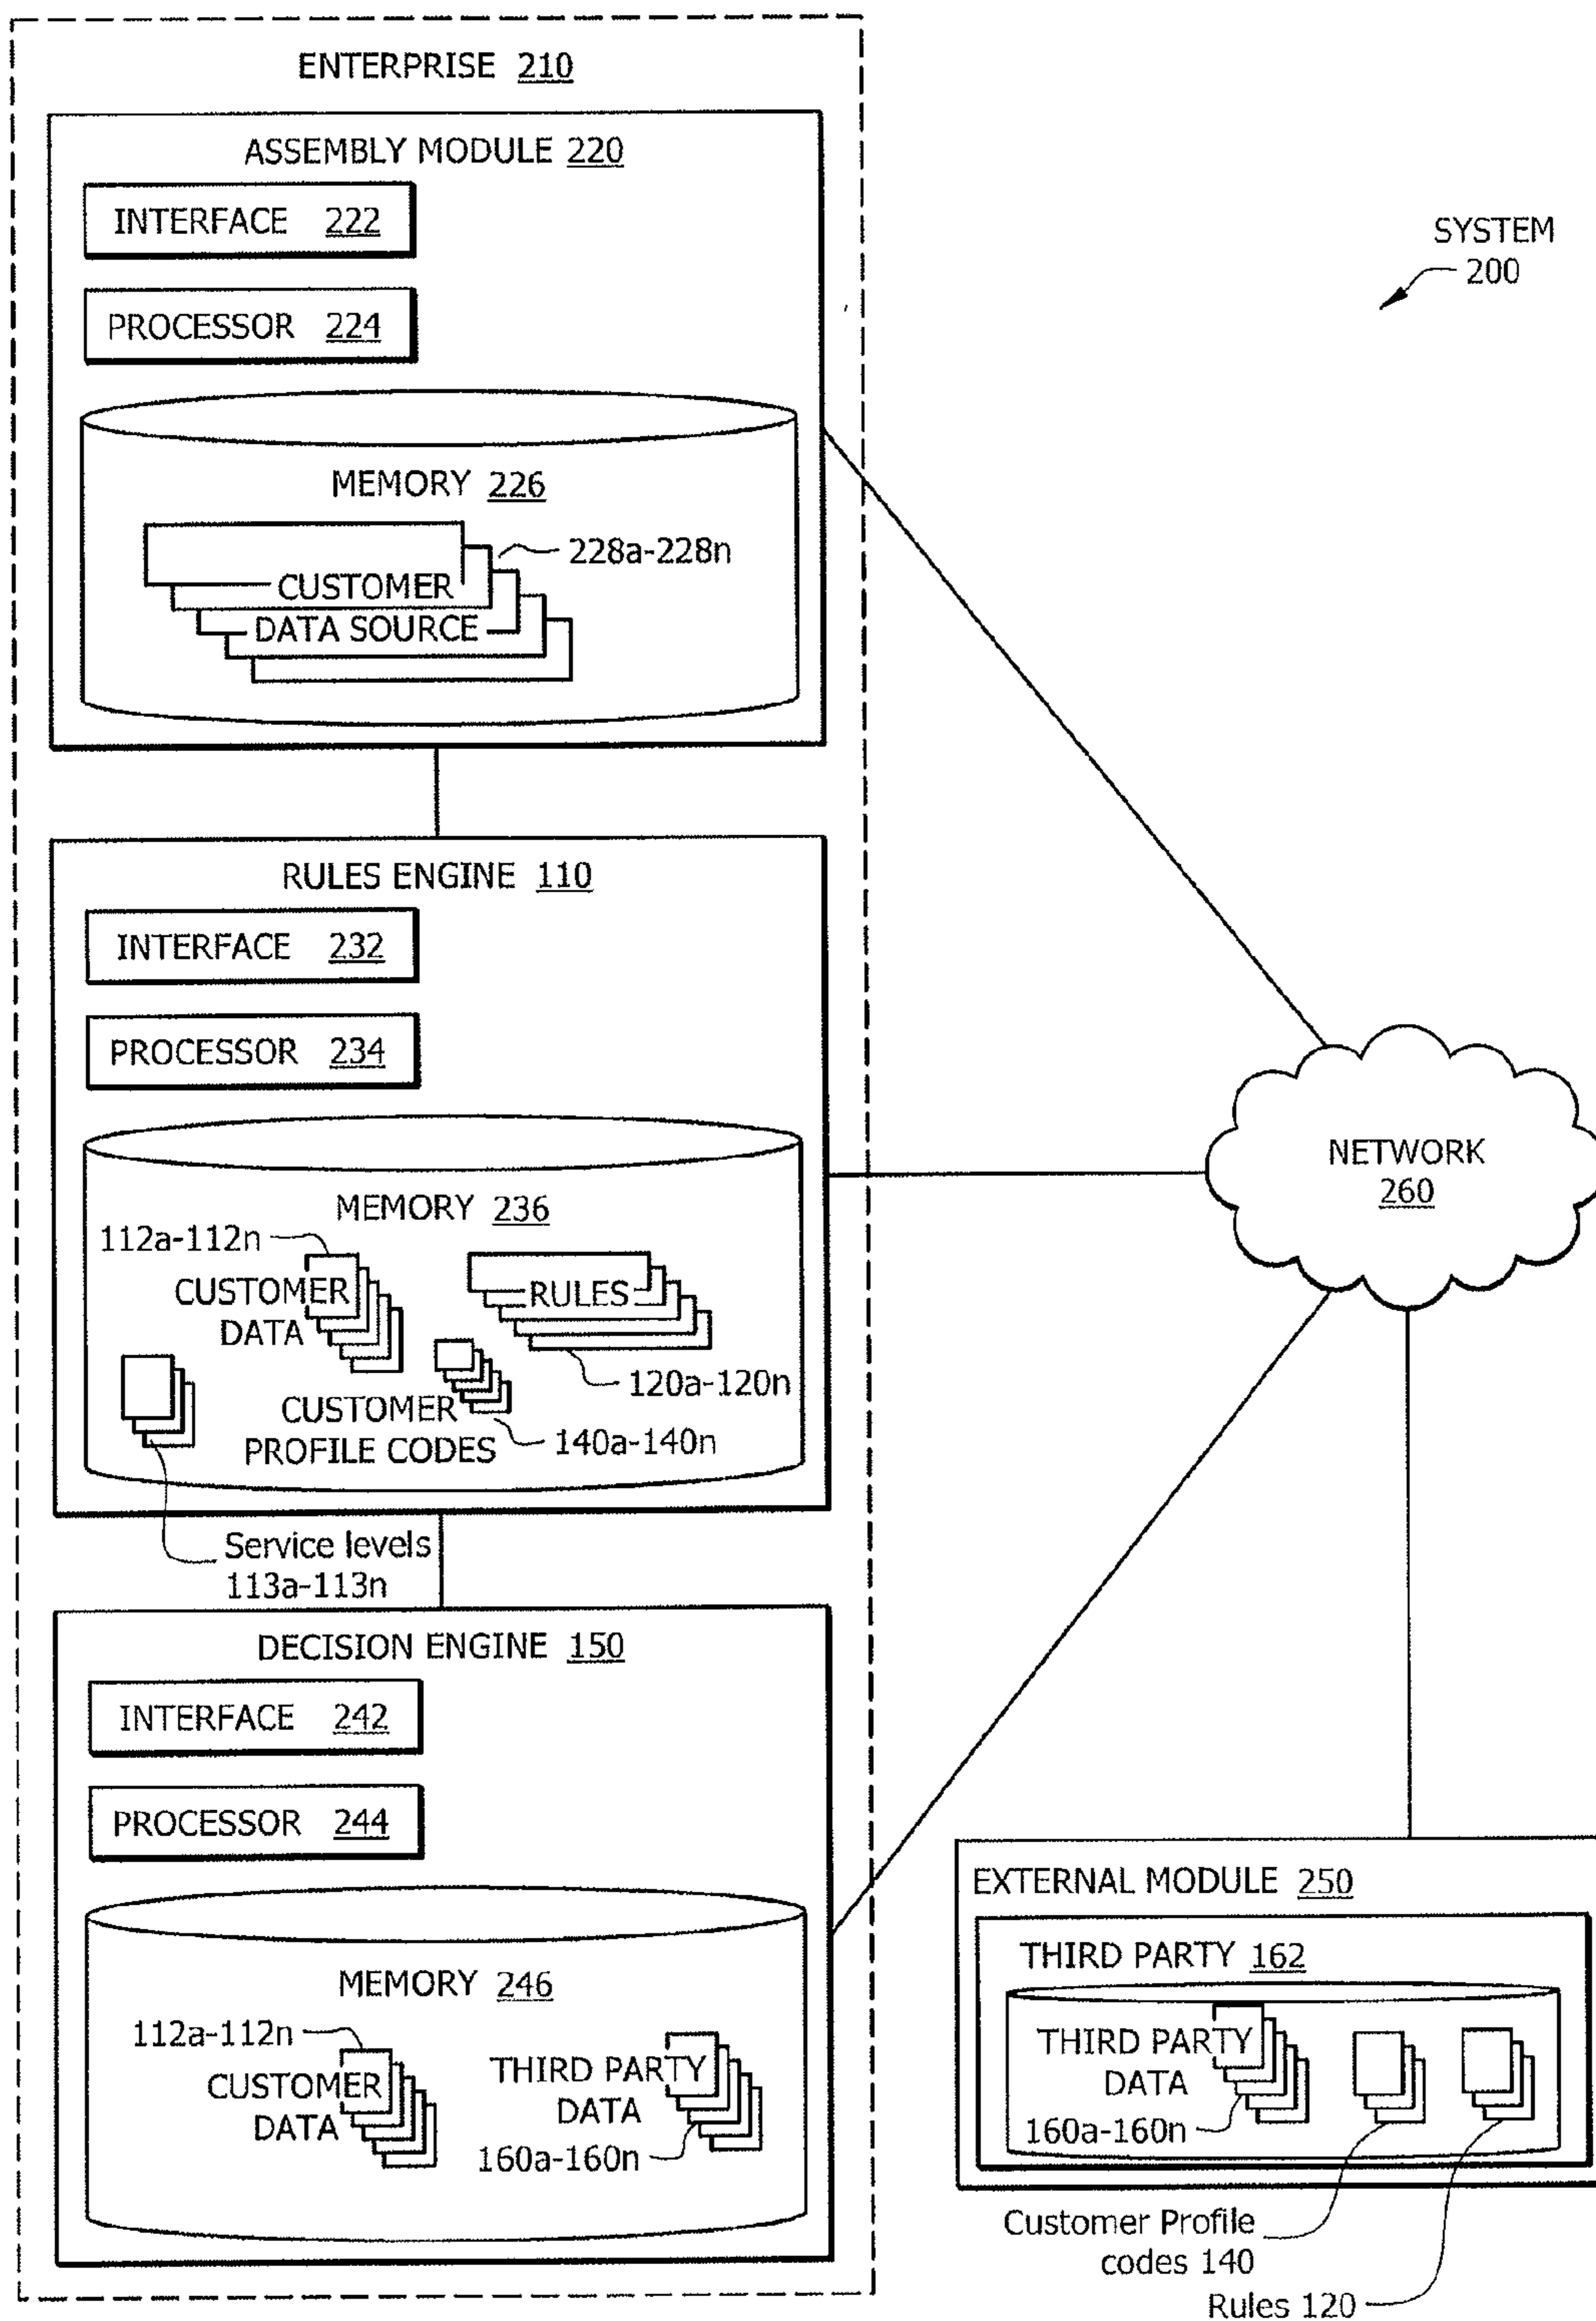 ENTERPRISE 210
ASSEMBLY MODULE 220
INTERFACE 222
PROCESSOR 224
MEMORY 226
228a-228n
CUSTOMER
DATA SOURCE
SYSTEM
200
RULES ENGINE 110
INTERFACE 232
PROCESSOR 234
MEMORY 236
112a-112n
CUSTOMER
DATA
RULES
120a-120n
CUSTOMER
PROFILE CODES
140a-140n
Service levels
113a-113n
NETWORK
260
DECISION ENGINE 150
INTERFACE 242
PROCESSOR 244
MEMORY 246
112a-112n
CUSTOMER
DATA
THIRD PARTY
DATA
160a-160n
EXTERNAL MODULE 250
THIRD PARTY 162
THIRD PARTY
DATA
160a-160n
Customer Profile
codes 140
Rules 120